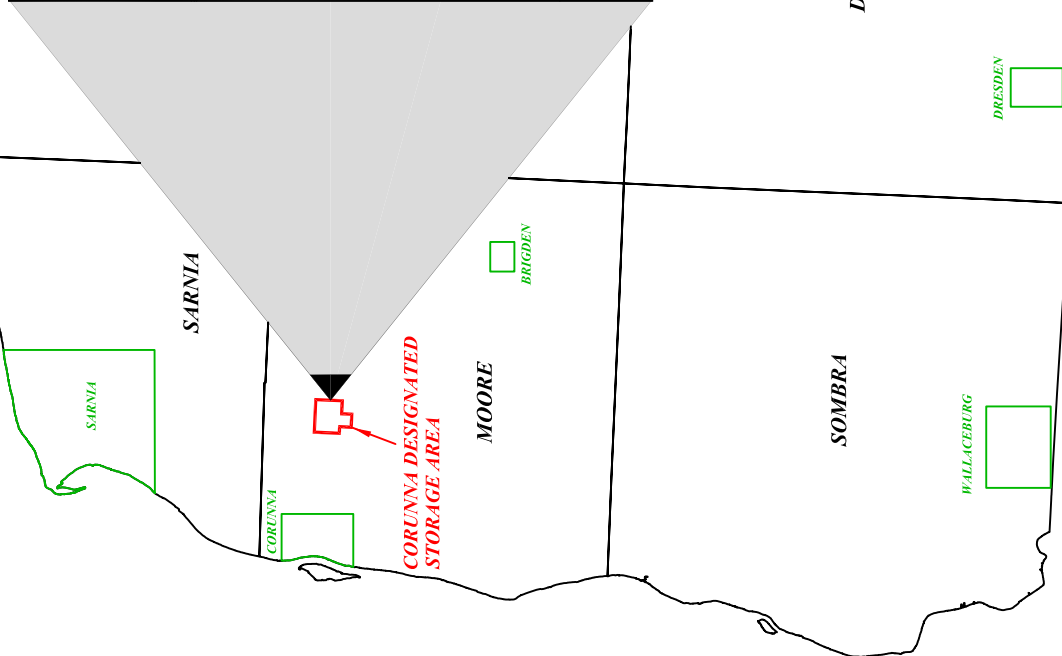 SARNIA
SARNIA
CORUNNA
CORUNNA DESIGNATED
STORAGE AREA
MOORE
BRIGDEN
SOMBRA
WALLACEBURG
DRESDEN